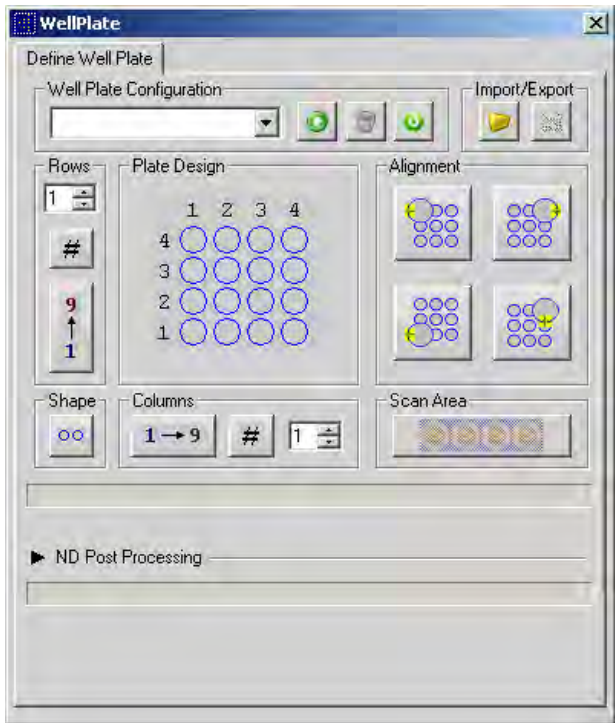 WellPlate
Define Well Plate
Well Plate Configuration
Import/Export
Rows
Plate Design
Alignment
1
1 2 3 4
4
3
2
1
#
9
1
Shape
Columns
Scan Area
1 → 9
#
1
ND Post Processing